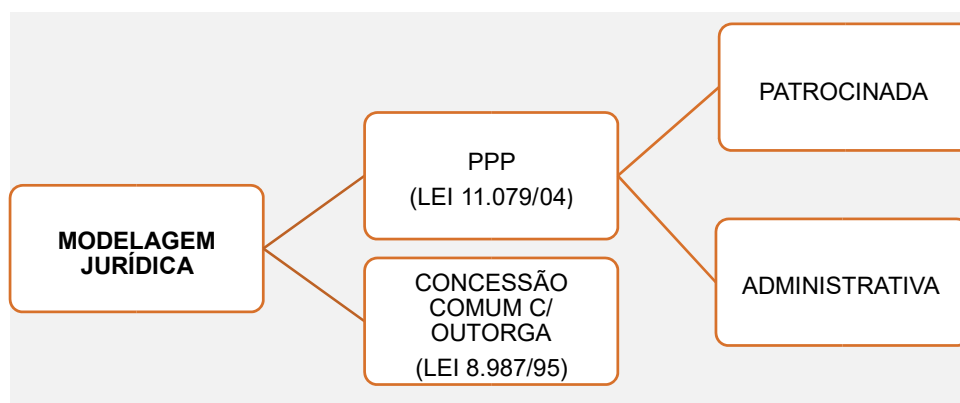 MODELAGEM
JURÍDICA
PPP
(LEI 11.079/04)
CONCESSÃO
COMUM C/
OUTORGA
(LEI 8.987/95)
PATROCINADA
ADMINISTRATIVA